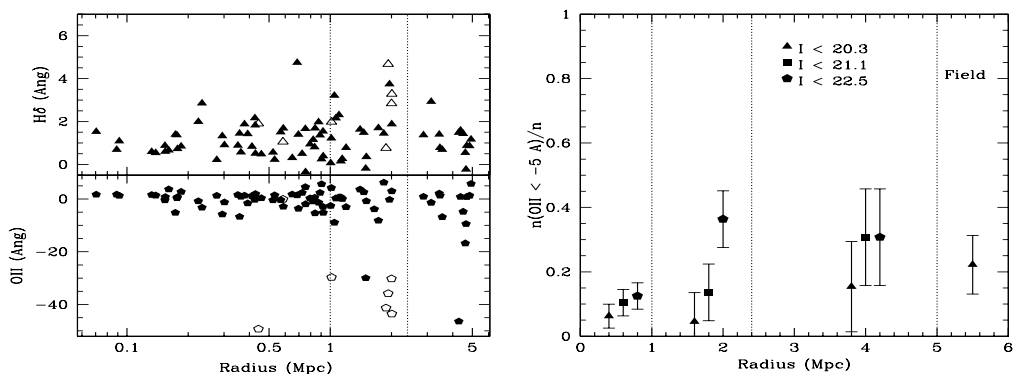 6
4
2
0
Hδ (Ang)
0
−20
−40
OII (Ang)
0.1
0.5
1
5
Radius (Mpc)
1
0.8
0.6
0.4
0.2
0
n(OII < −5 A)/n
I < 20.3
I < 21.1
I < 22.5
Field
0
1
2
3
4
5
6
Radius (Mpc)